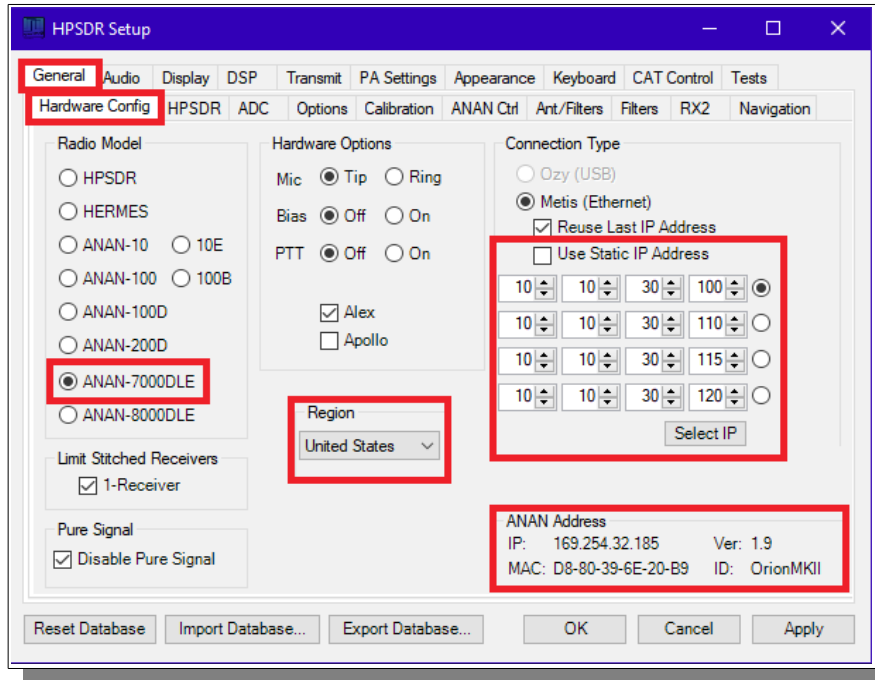 HPSDR Setup
General Audio Display DSP Transmit PA Settings Appearance Keyboard CAT Control Tests
Hardware Config HPSDR ADC Options Calibration ANAN Ctrl Ant/Filters Filters RX2 Navigation
Radio Model
HPSDR
HERMES
ANAN-10 10E
ANAN-100 100B
ANAN-100D
ANAN-200D
ANAN-7000DLE
ANAN-8000DLE
Limit Stitched Receivers
1-Receiver
Pure Signal
Disable Pure Signal
Hardware Options
Mic Tip Ring
Bias Off On
PTT Off On
Alex
Apollo
Region
United States
Connection Type
Ozy (USB)
Metis (Ethernet)
Reuse Last IP Address
Use Static IP Address
10 10 30 100
10 10 30 110
10 10 30 115
10 10 30 120
Select IP
ANAN Address
IP: 169.254.32.185 Ver: 1.9
MAC: D8-80-39-6E-20-B9 ID: OrionMKII
Reset Database Import Database... Export Database... OK Cancel Apply